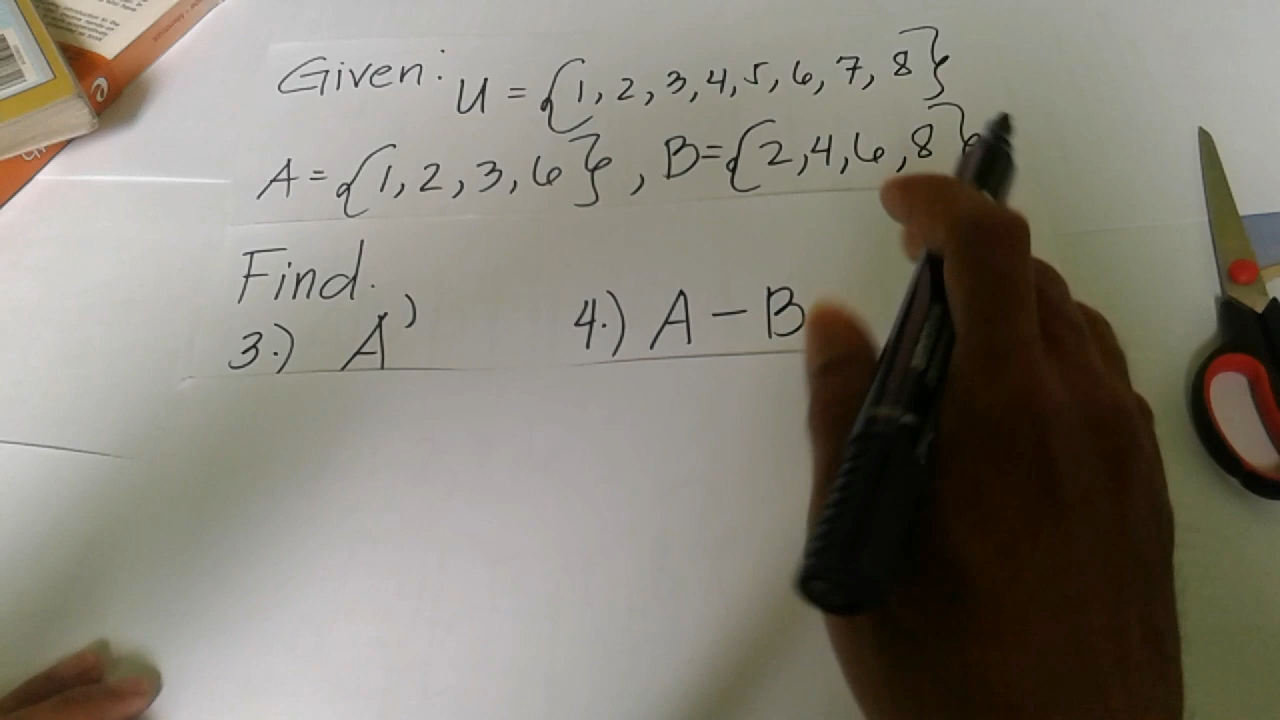 Given: U = {1, 2, 3, 4, 5, 6, 7, 8}
A = {1, 2, 3, 6}, B = {2, 4, 6, 8}
Find.
3.) A' 4.) A - B